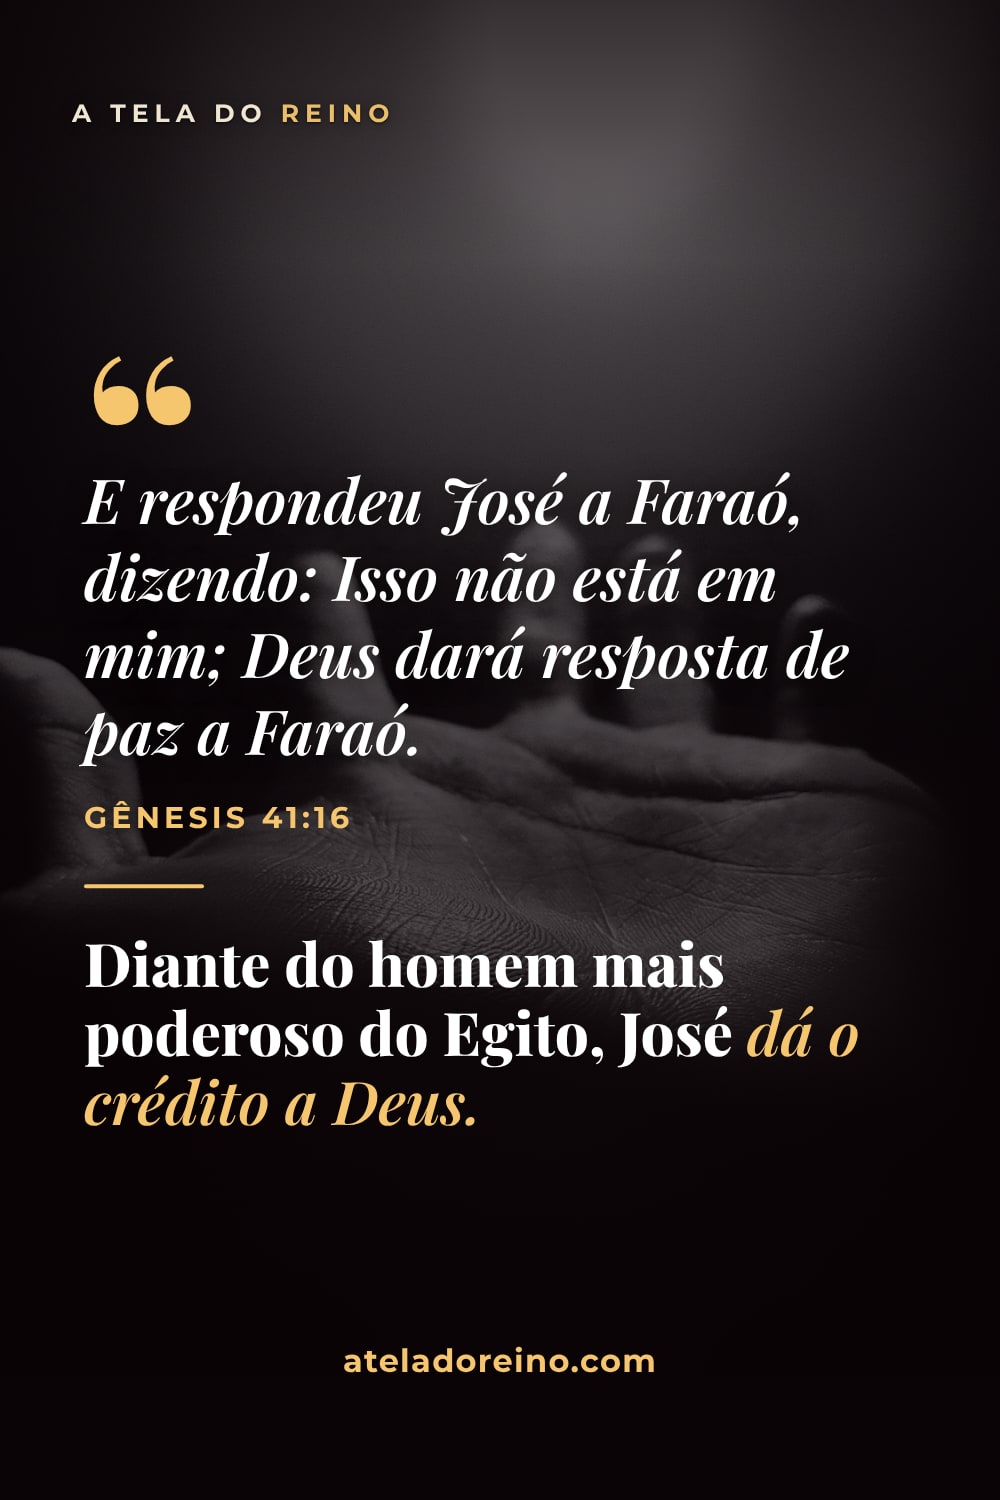 A TELA DO REINO
“
E respondeu José a Faraó,
dizendo: Isso não está em
mim; Deus dará resposta de
paz a Faraó.
GÊNESIS 41:16
Diante do homem mais
poderoso do Egito, José dá o
crédito a Deus.
ateladoreino.com